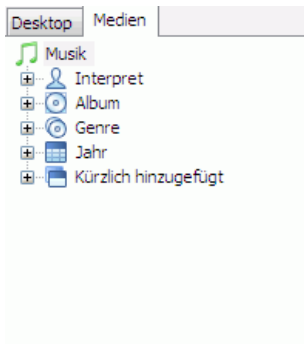 Desktop Medien
Musik
Interpret
Album
Genre
Jahr
Kürzlich hinzugefügt